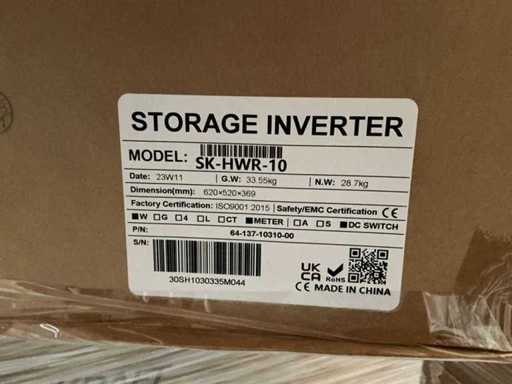 STORAGE INVERTER
MODEL: SK-HWR-10
Date: 23W11 G.W: 33.55kg N.W: 28.7kg
Dimension(mm): 620×520×369
Factory Certification: ISO9001:2015 Safety/EMC Certification CE
■W □G □4 □L □CT ■METER □A □S ■DC SWITCH
P/N: 64-137-10310-00
S/N:
30SH1030335M044
UK
CA RoHS
CE MADE IN CHINA